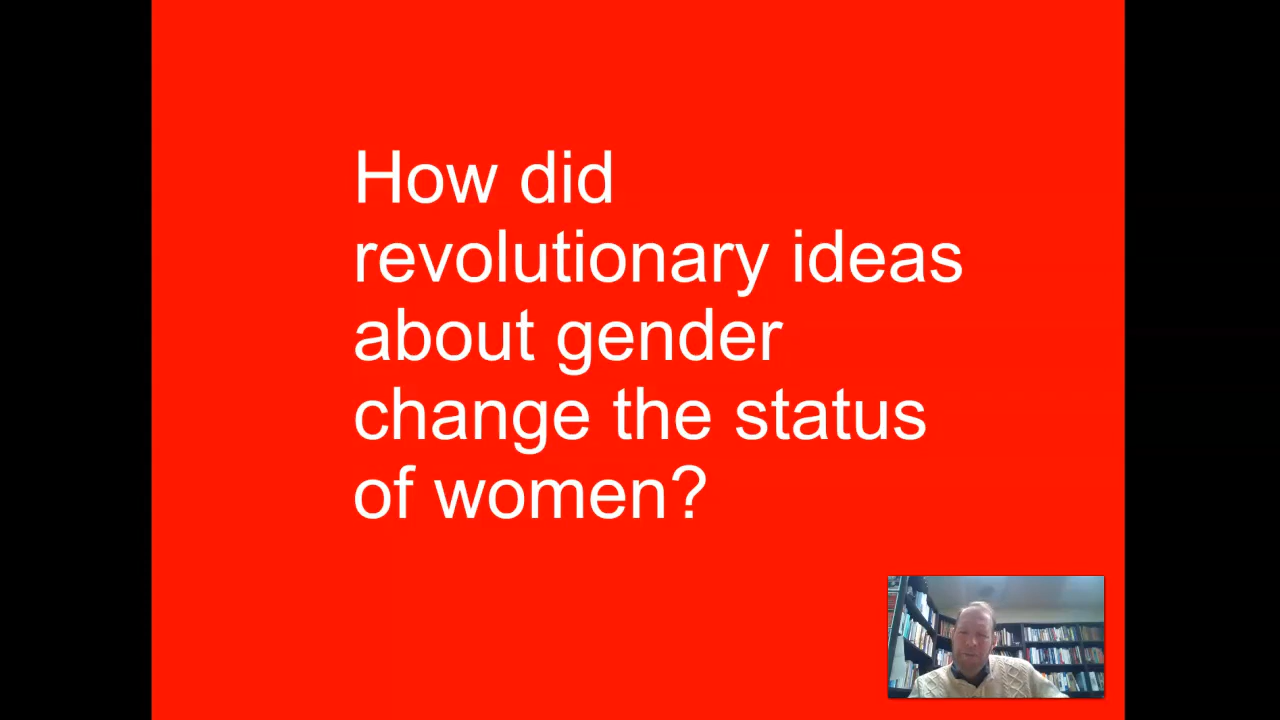 How did
revolutionary ideas
about gender
change the status
of women?